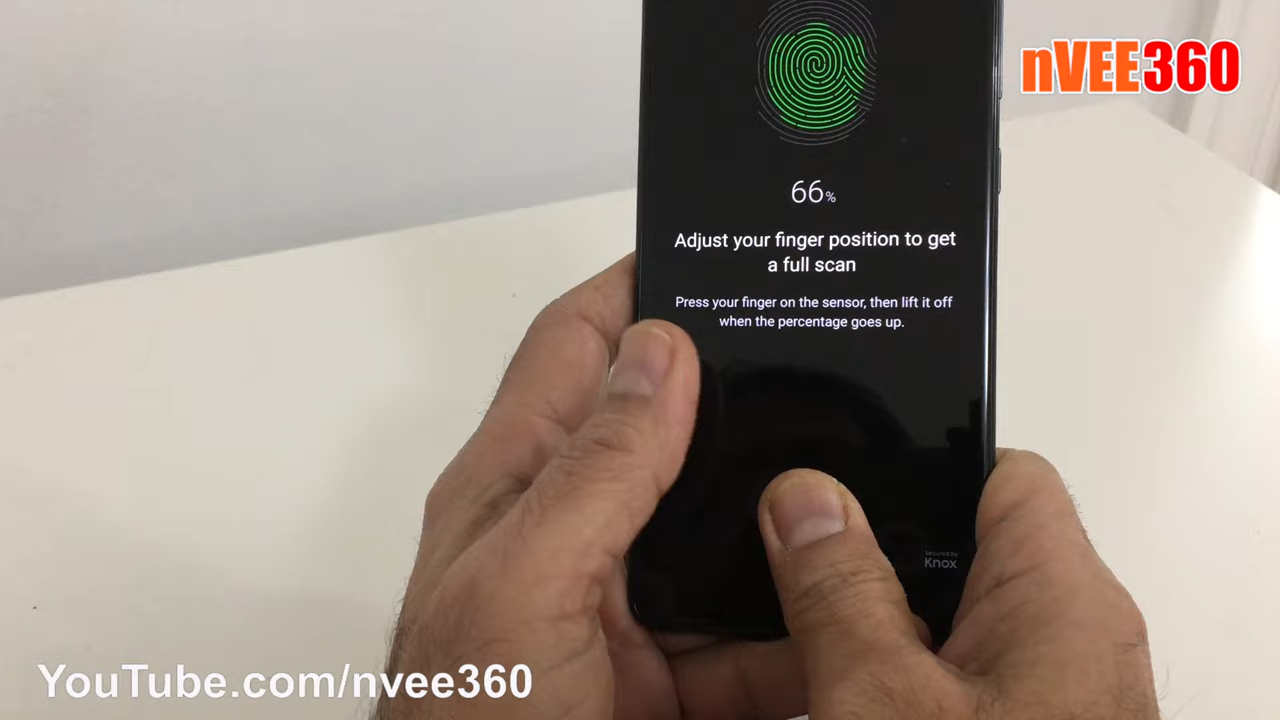 nVEE360
66%
Adjust your finger position to get
a full scan
Press your finger on the sensor, then lift it off
when the percentage goes up.
Secured by
Knox
YouTube.com/nvee360